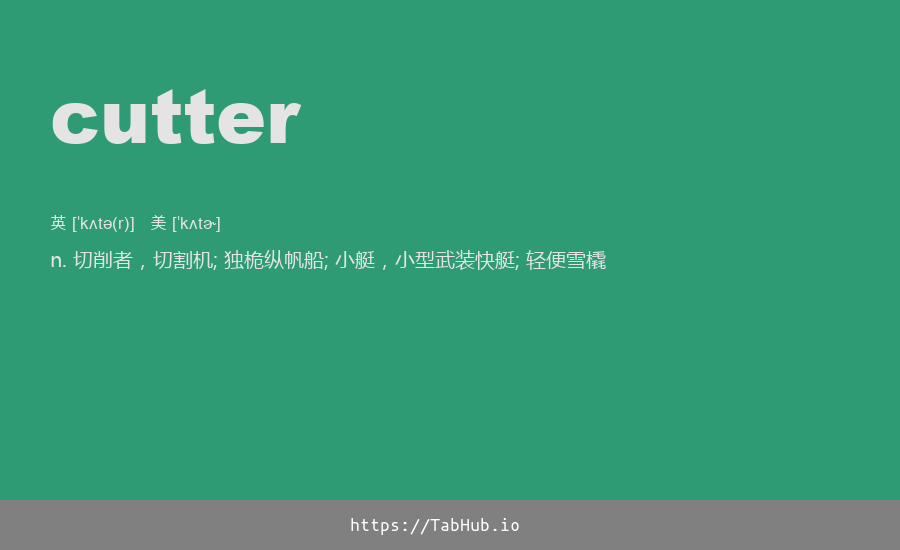 cutter
英 [ˈkʌtə(r)] 美 [ˈkʌtɚ]
n. 切削者，切割机; 独桅纵帆船; 小艇，小型武装快艇; 轻便雪橇
https://TabHub.io